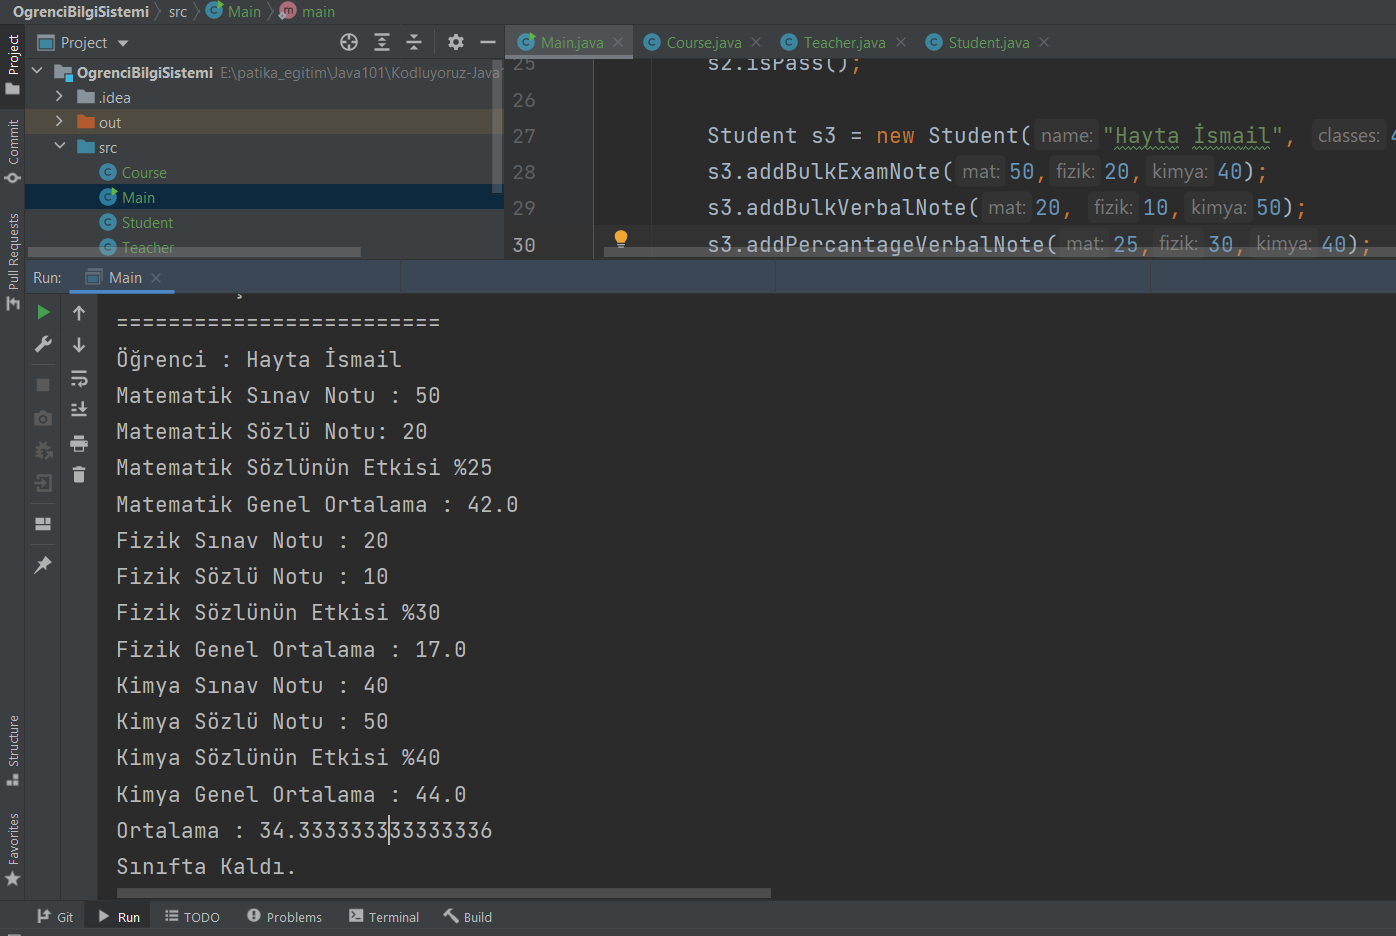 OgrenciBilgiSistemi src Main main
Project
Main.java Course.java Teacher.java Student.java
OgrenciBilgiSistemi E:\patika_egitim\Java101\Kodluyoruz-Java
.idea
out
src
Course
Main
Student
Teacher
25 s2.isPass();
26
27 Student s3 = new Student( name: "Hayta İsmail", classes: 4
28 s3.addBulkExamNote( mat: 50, fizik: 20, kimya: 40);
29 s3.addBulkVerbalNote( mat: 20, fizik: 10, kimya: 50);
30 s3.addPercantageVerbalNote( mat: 25, fizik: 30, kimya: 40);
Project
Commit
Pull Requests
Structure
Favorites
Run: Main
=========================
Öğrenci : Hayta İsmail
Matematik Sınav Notu : 50
Matematik Sözlü Notu: 20
Matematik Sözlünün Etkisi %25
Matematik Genel Ortalama : 42.0
Fizik Sınav Notu : 20
Fizik Sözlü Notu : 10
Fizik Sözlünün Etkisi %30
Fizik Genel Ortalama : 17.0
Kimya Sınav Notu : 40
Kimya Sözlü Notu : 50
Kimya Sözlünün Etkisi %40
Kimya Genel Ortalama : 44.0
Ortalama : 34.333333333333336
Sınıfta Kaldı.
Git Run TODO Problems Terminal Build